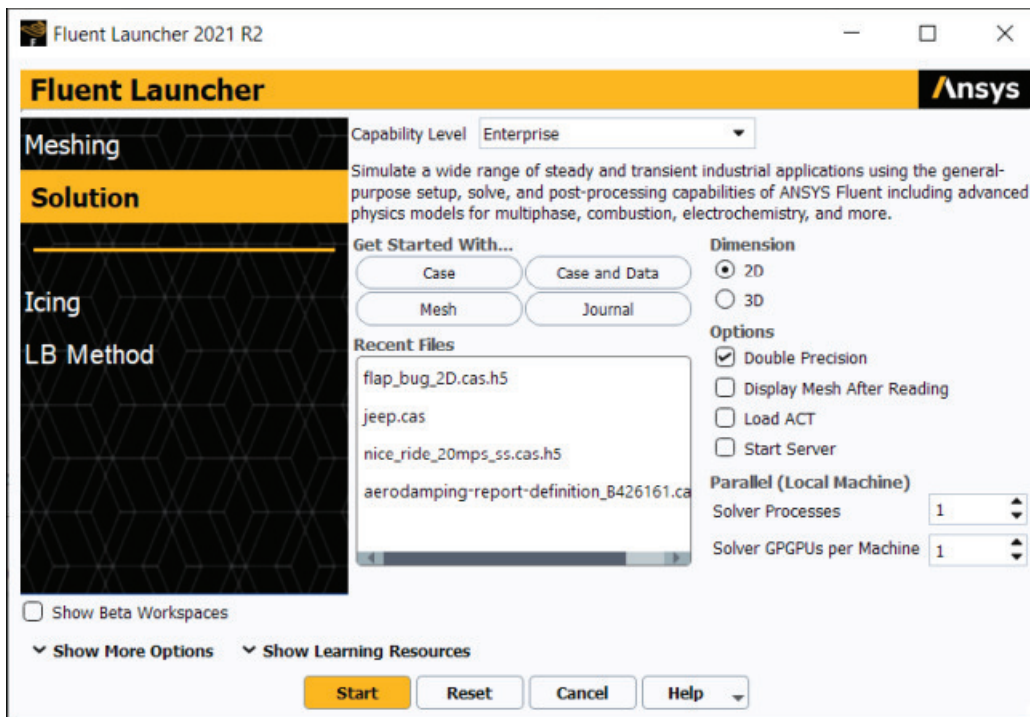 Fluent Launcher 2021 R2
Fluent Launcher
Ansys
Meshing
Solution
Icing
LB Method
Capability Level Enterprise
Simulate a wide range of steady and transient industrial applications using the general-
purpose setup, solve, and post-processing capabilities of ANSYS Fluent including advanced
physics models for multiphase, combustion, electrochemistry, and more.
Get Started With...
Case
Case and Data
Mesh
Journal
Recent Files
flap_bug_2D.cas.h5
jeep.cas
nice_ride_20mps_ss.cas.h5
aerodamping-report-definition_B426161.ca
Dimension
2D
3D
Options
Double Precision
Display Mesh After Reading
Load ACT
Start Server
Parallel (Local Machine)
Solver Processes 1
Solver GPGPUs per Machine 1
Show Beta Workspaces
Show More Options
Show Learning Resources
Start
Reset
Cancel
Help